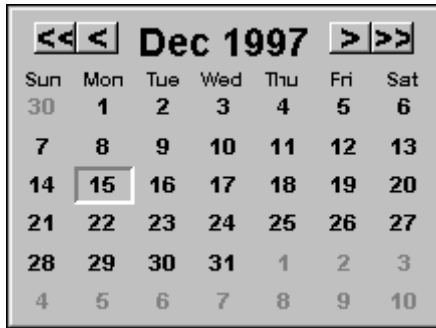 << < Dec 1997 > >>
Sun Mon Tue Wed Thu Fri Sat
30 1 2 3 4 5 6
7 8 9 10 11 12 13
14 15 16 17 18 19 20
21 22 23 24 25 26 27
28 29 30 31 1 2 3
4 5 6 7 8 9 10